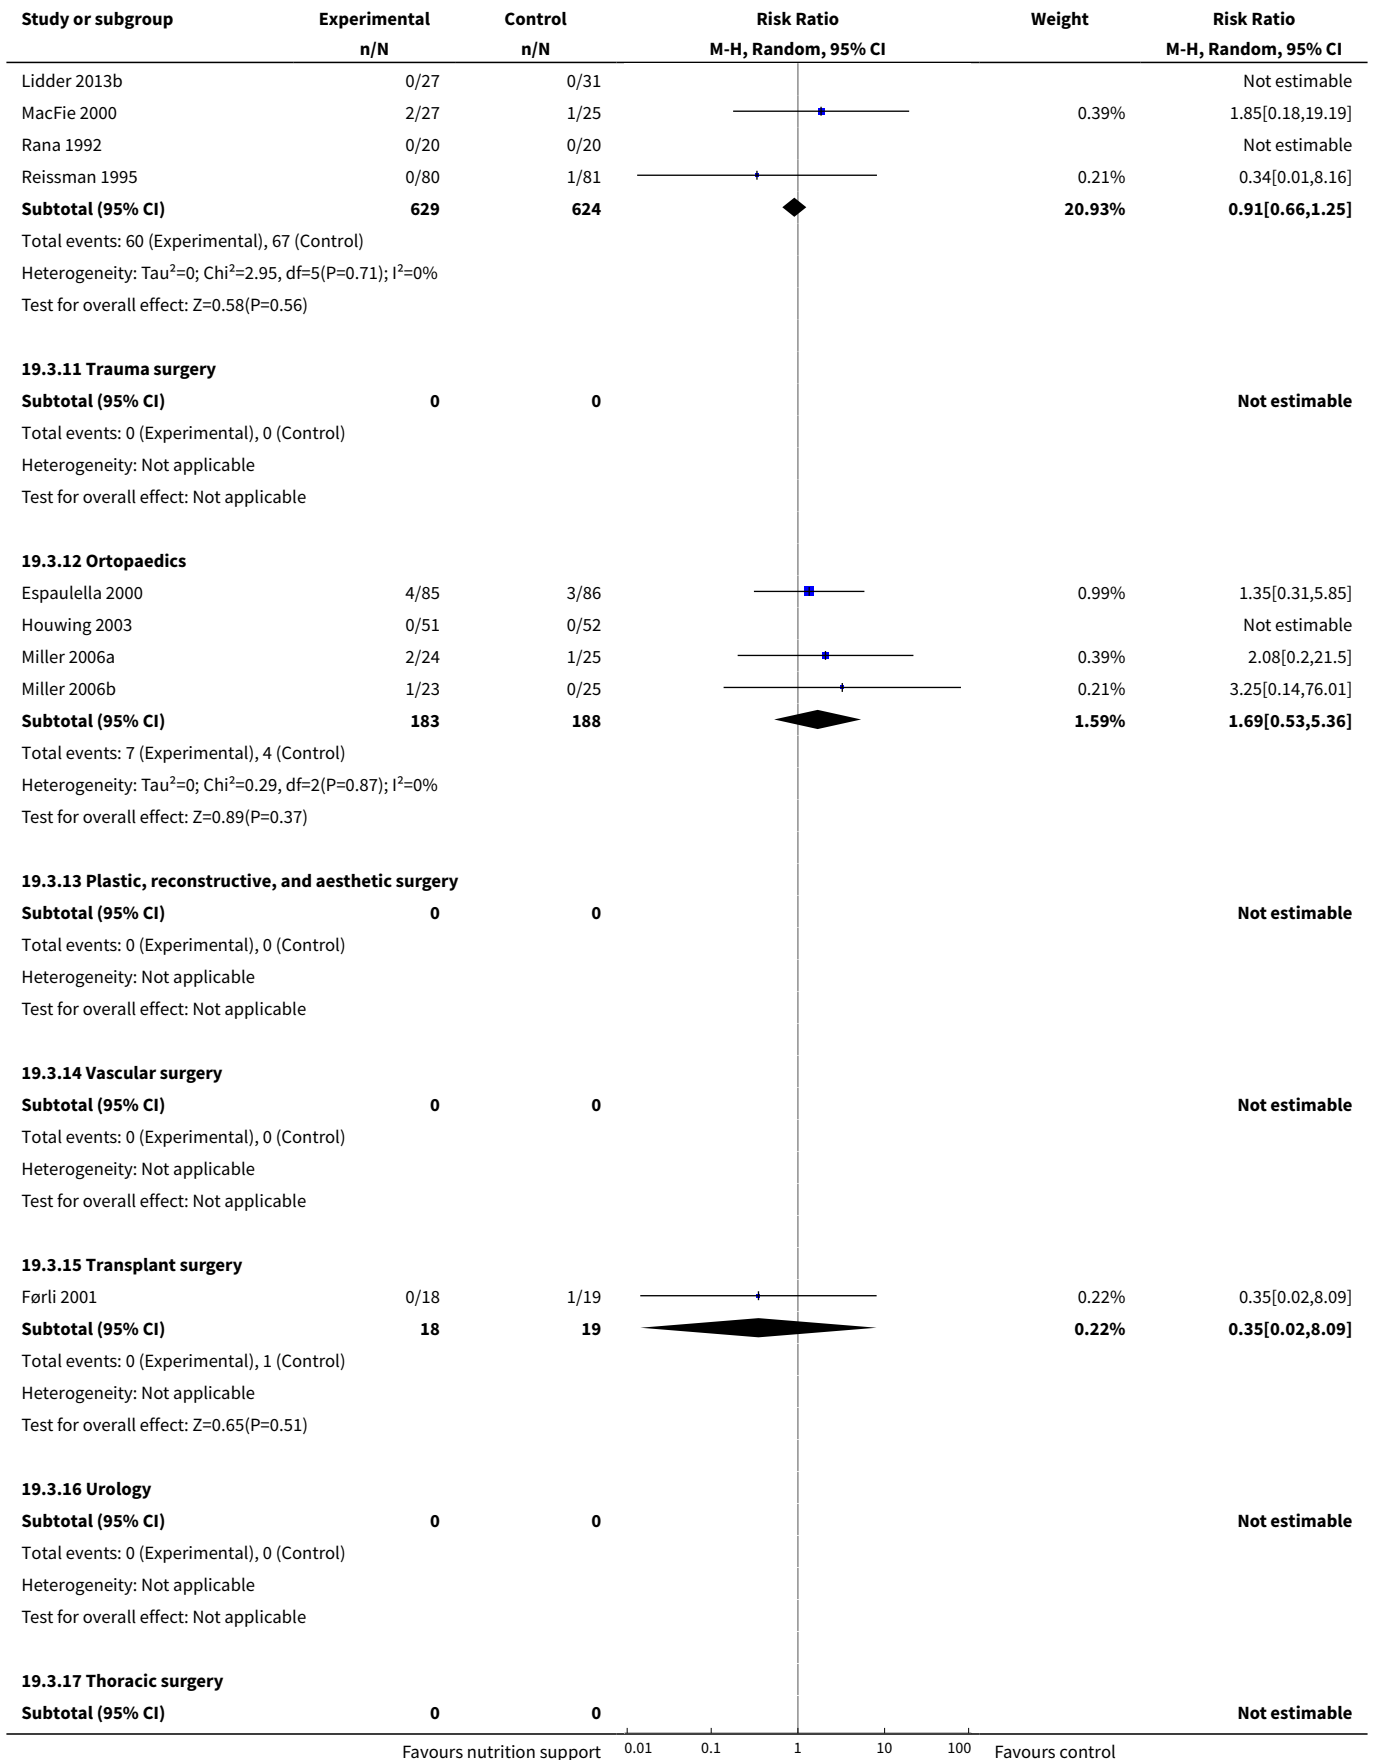 Study or subgroup Experimental Control Risk Ratio Weight Risk Ratio
n/N n/N M-H, Random, 95% CI M-H, Random, 95% CI
Lidder 2013b 0/27 0/31 Not estimable
MacFie 2000 2/27 1/25 0.39% 1.85[0.18,19.19]
Rana 1992 0/20 0/20 Not estimable
Reissman 1995 0/80 1/81 0.21% 0.34[0.01,8.16]
Subtotal (95% CI) 629 624 20.93% 0.91[0.66,1.25]
Total events: 60 (Experimental), 67 (Control)
Heterogeneity: Tau²=0; Chi²=2.95, df=5(P=0.71); I²=0%
Test for overall effect: Z=0.58(P=0.56)
19.3.11 Trauma surgery
Subtotal (95% CI) 0 0 Not estimable
Total events: 0 (Experimental), 0 (Control)
Heterogeneity: Not applicable
Test for overall effect: Not applicable
19.3.12 Ortopaedics
Espaulella 2000 4/85 3/86 0.99% 1.35[0.31,5.85]
Houwing 2003 0/51 0/52 Not estimable
Miller 2006a 2/24 1/25 0.39% 2.08[0.2,21.5]
Miller 2006b 1/23 0/25 0.21% 3.25[0.14,76.01]
Subtotal (95% CI) 183 188 1.59% 1.69[0.53,5.36]
Total events: 7 (Experimental), 4 (Control)
Heterogeneity: Tau²=0; Chi²=0.29, df=2(P=0.87); I²=0%
Test for overall effect: Z=0.89(P=0.37)
19.3.13 Plastic, reconstructive, and aesthetic surgery
Subtotal (95% CI) 0 0 Not estimable
Total events: 0 (Experimental), 0 (Control)
Heterogeneity: Not applicable
Test for overall effect: Not applicable
19.3.14 Vascular surgery
Subtotal (95% CI) 0 0 Not estimable
Total events: 0 (Experimental), 0 (Control)
Heterogeneity: Not applicable
Test for overall effect: Not applicable
19.3.15 Transplant surgery
Førli 2001 0/18 1/19 0.22% 0.35[0.02,8.09]
Subtotal (95% CI) 18 19 0.22% 0.35[0.02,8.09]
Total events: 0 (Experimental), 1 (Control)
Heterogeneity: Not applicable
Test for overall effect: Z=0.65(P=0.51)
19.3.16 Urology
Subtotal (95% CI) 0 0 Not estimable
Total events: 0 (Experimental), 0 (Control)
Heterogeneity: Not applicable
Test for overall effect: Not applicable
19.3.17 Thoracic surgery
Subtotal (95% CI) 0 0 Not estimable
Favours nutrition support 0.01 0.1 1 10 100 Favours control